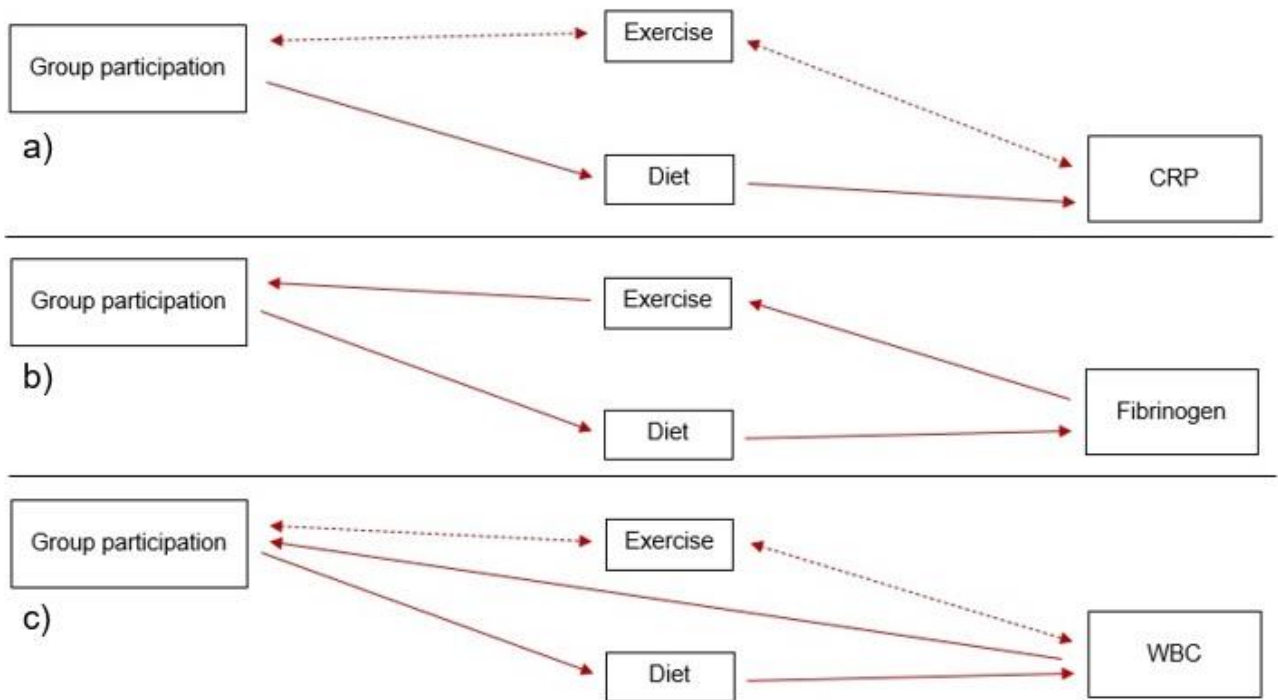 Exercise
Group participation
a)
Diet
CRP
Group participation
Exercise
b)
Diet
Fibrinogen
Group participation
Exercise
c)
Diet
WBC